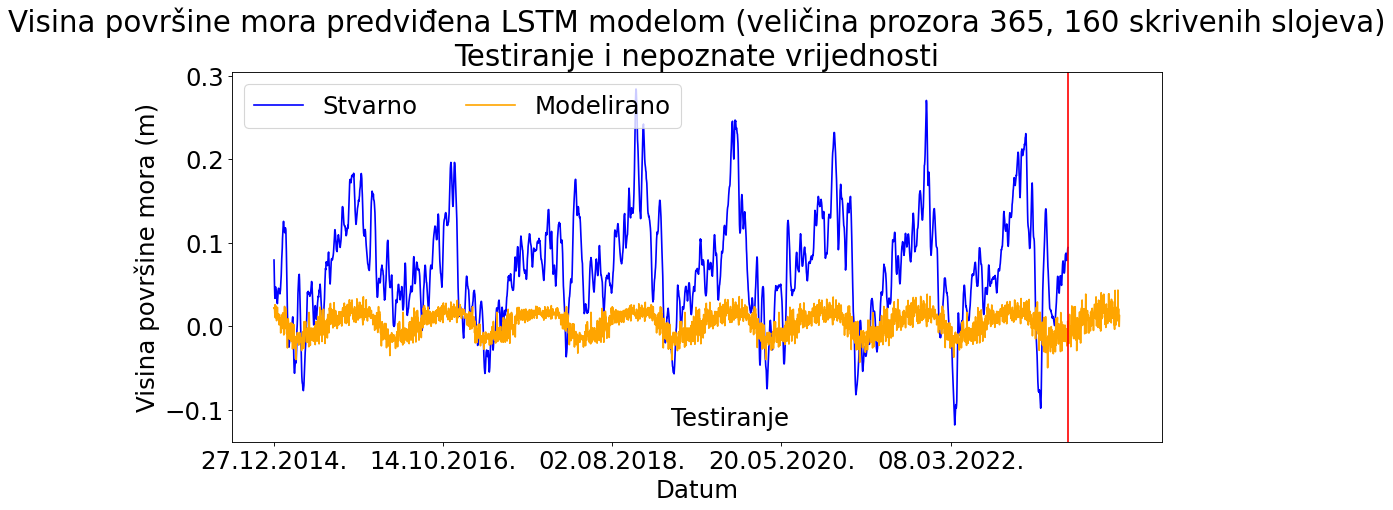 Visina površine mora predviđena LSTM modelom (veličina prozora 365, 160 skrivenih slojeva)
Testiranje i nepoznate vrijednosti
Stvarno Modelirano
Visina površine mora (m)
0.3
0.2
0.1
0.0
−0.1
Testiranje
27.12.2014. 14.10.2016. 02.08.2018. 20.05.2020. 08.03.2022.
Datum